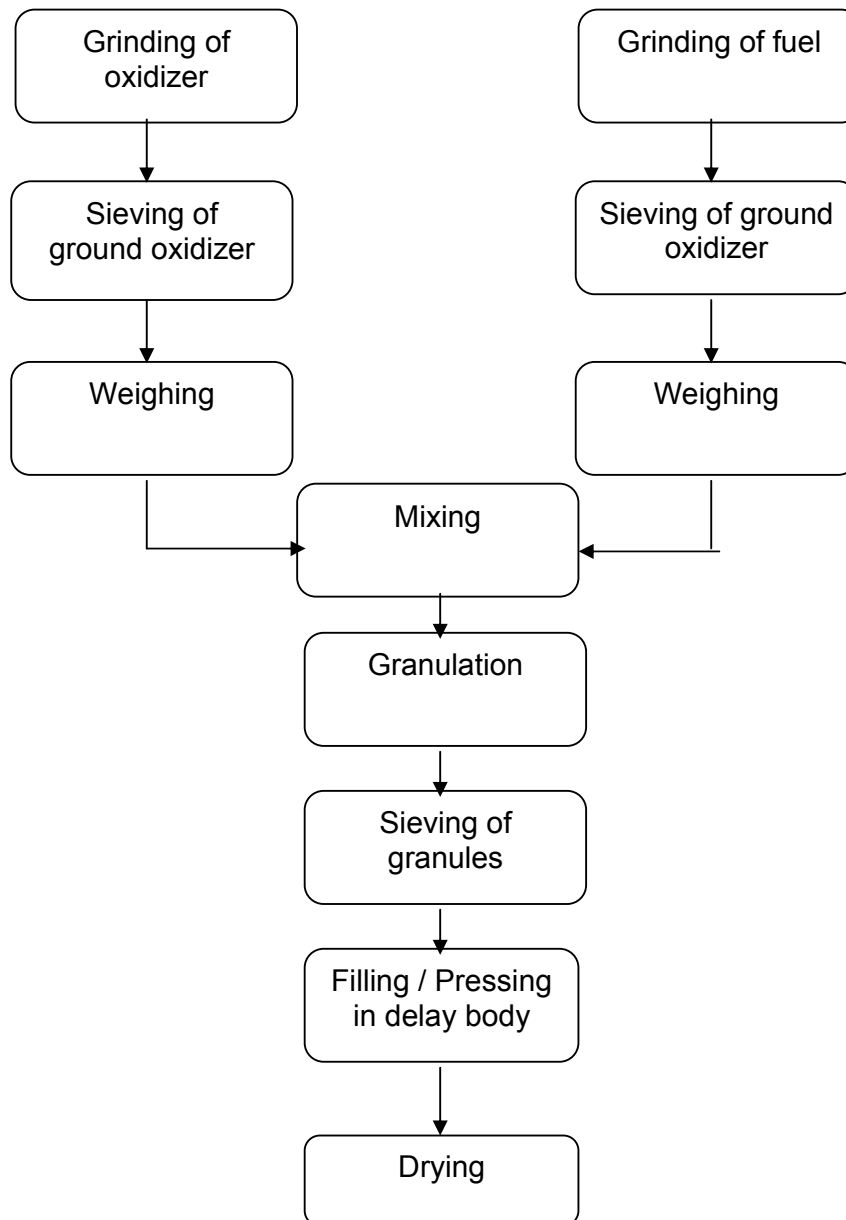 Grinding of
oxidizer
Grinding of fuel
Sieving of
ground oxidizer
Sieving of ground
oxidizer
Weighing
Weighing
Mixing
Granulation
Sieving of
granules
Filling / Pressing
in delay body
Drying